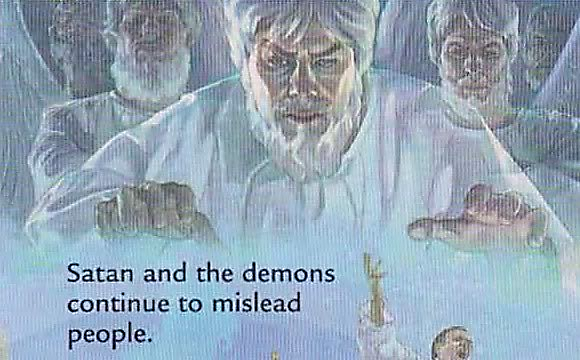 Satan and the demons
continue to mislead
people.